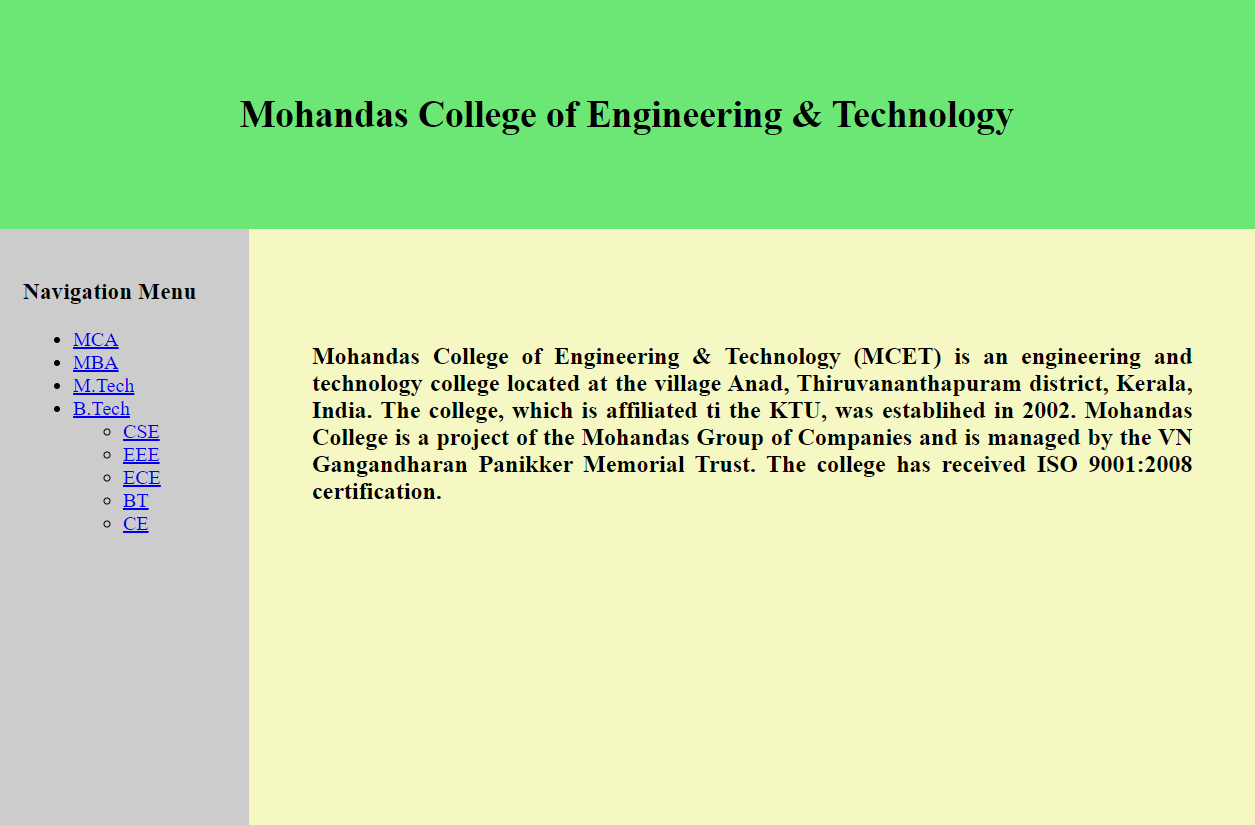 Mohandas College of Engineering & Technology
Navigation Menu
MCA
MBA
M.Tech
B.Tech
CSE
EEE
ECE
BT
CE
Mohandas College of Engineering & Technology (MCET) is an engineering and
technology college located at the village Anad, Thiruvananthapuram district, Kerala,
India. The college, which is affiliated ti the KTU, was establihed in 2002. Mohandas
College is a project of the Mohandas Group of Companies and is managed by the VN
Gangandharan Panikker Memorial Trust. The college has received ISO 9001:2008
certification.